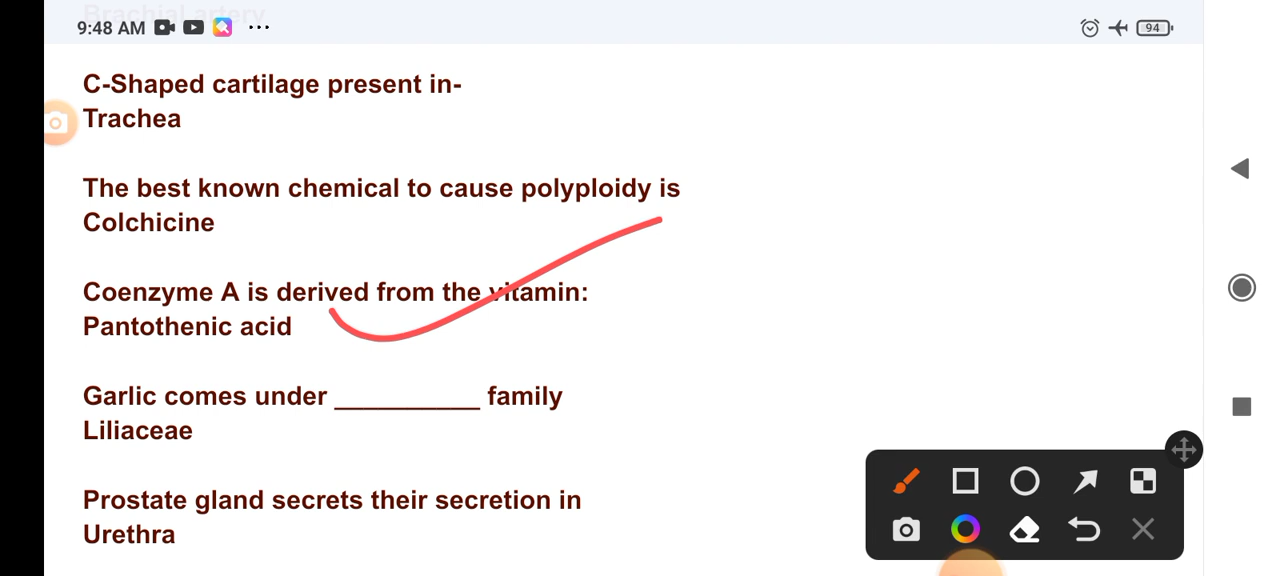 Brachial artery
9:48 AM ... 94
C-Shaped cartilage present in-
Trachea
The best known chemical to cause polyploidy is
Colchicine
Coenzyme A is derived from the vitamin:
Pantothenic acid
Garlic comes under __________ family
Liliaceae
Prostate gland secrets their secretion in
Urethra